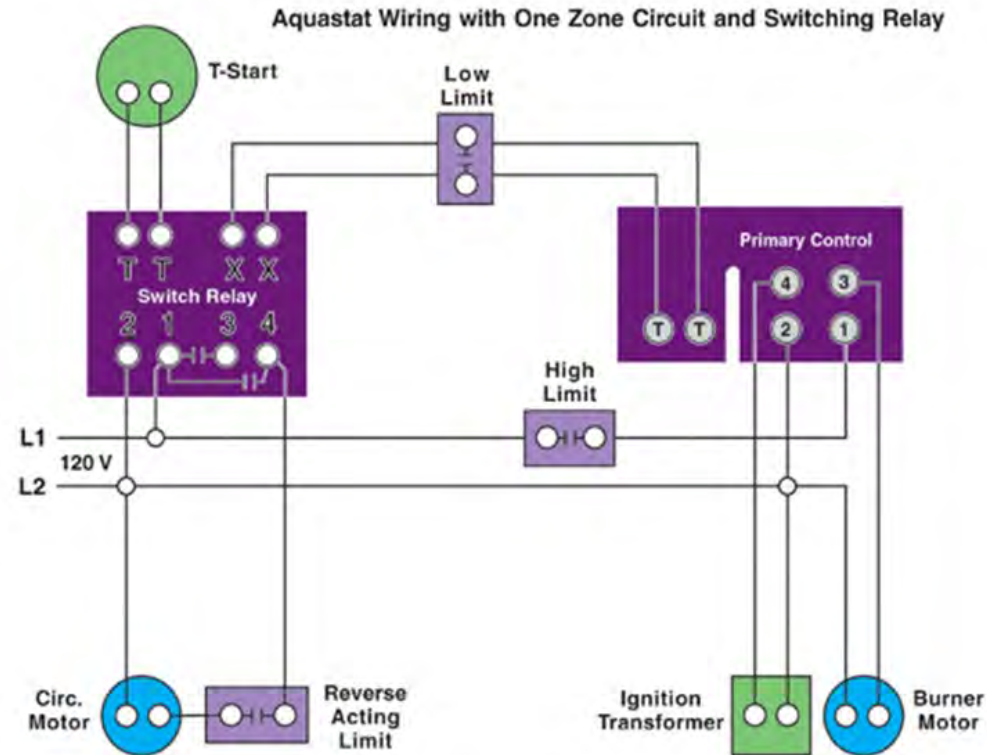 Aquastat Wiring with One Zone Circuit and Switching Relay
T-Start
Low
Limit
T T X X
Switch Relay
2 1 3 4
Primary Control
4 3
T T 2 1
High
Limit
L1
120 V
L2
Circ.
Motor
Reverse
Acting
Limit
Ignition
Transformer
Burner
Motor